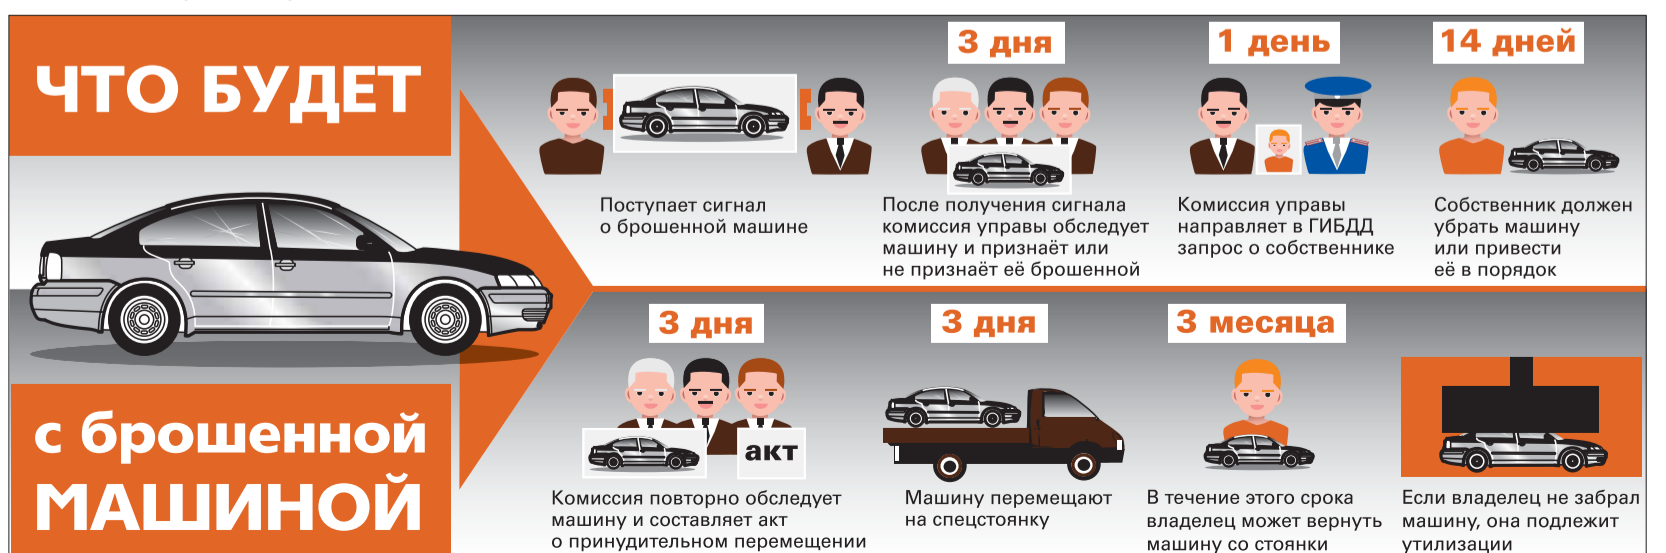 ЧТО БУДЕТ
с брошенной
МАШИНОЙ
Поступает сигнал
о брошенной машине
3 дня
После получения сигнала
комиссия управы обследует
машину и признаёт или
не признаёт её брошенной
1 день
Комиссия управы
направляет в ГИБДД
запрос о собственнике
14 дней
Собственник должен
убрать машину
или привести
её в порядок
3 дня
акт
Комиссия повторно обследует
машину и составляет акт
о принудительном перемещении
3 дня
Машину перемещают
на спецстоянку
3 месяца
В течение этого срока
владелец может вернуть
машину со стоянки
Если владелец не забрал
машину, она подлежит
утилизации